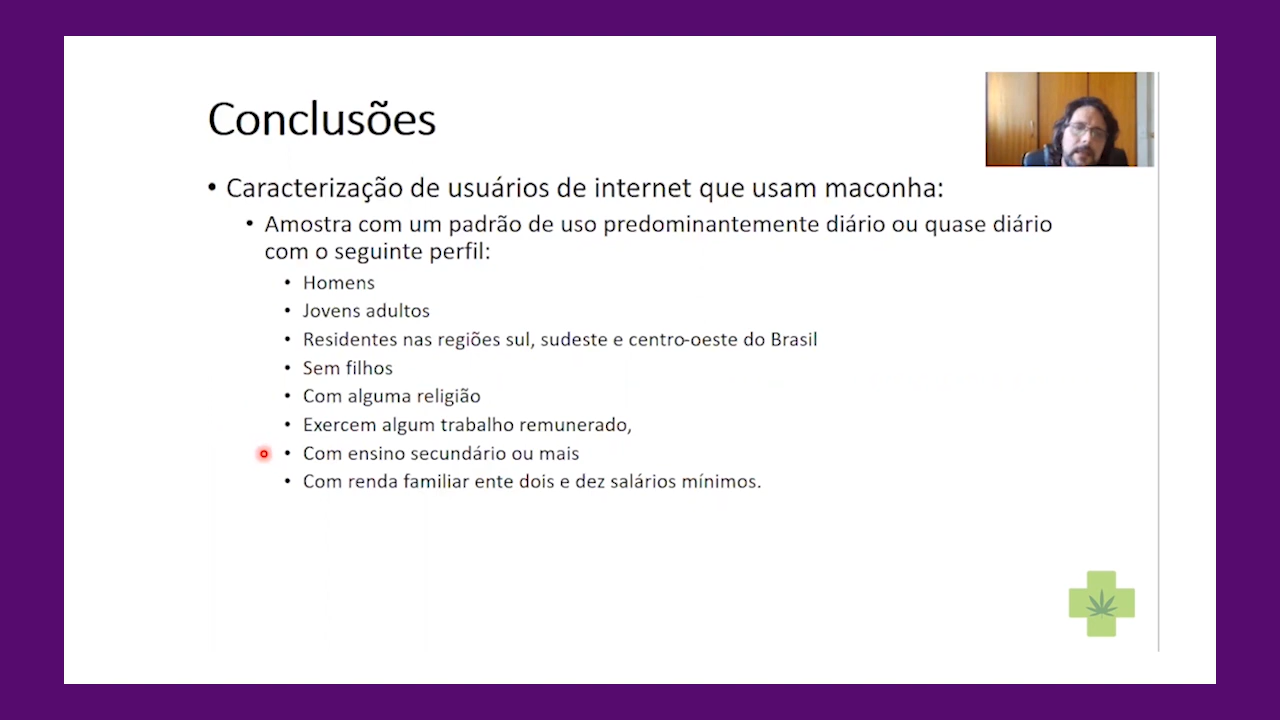 Conclusões
• Caracterização de usuários de internet que usam maconha:
• Amostra com um padrão de uso predominantemente diário ou quase diário
com o seguinte perfil:
• Homens
• Jovens adultos
• Residentes nas regiões sul, sudeste e centro-oeste do Brasil
• Sem filhos
• Com alguma religião
• Exercem algum trabalho remunerado,
• Com ensino secundário ou mais
• Com renda familiar ente dois e dez salários mínimos.